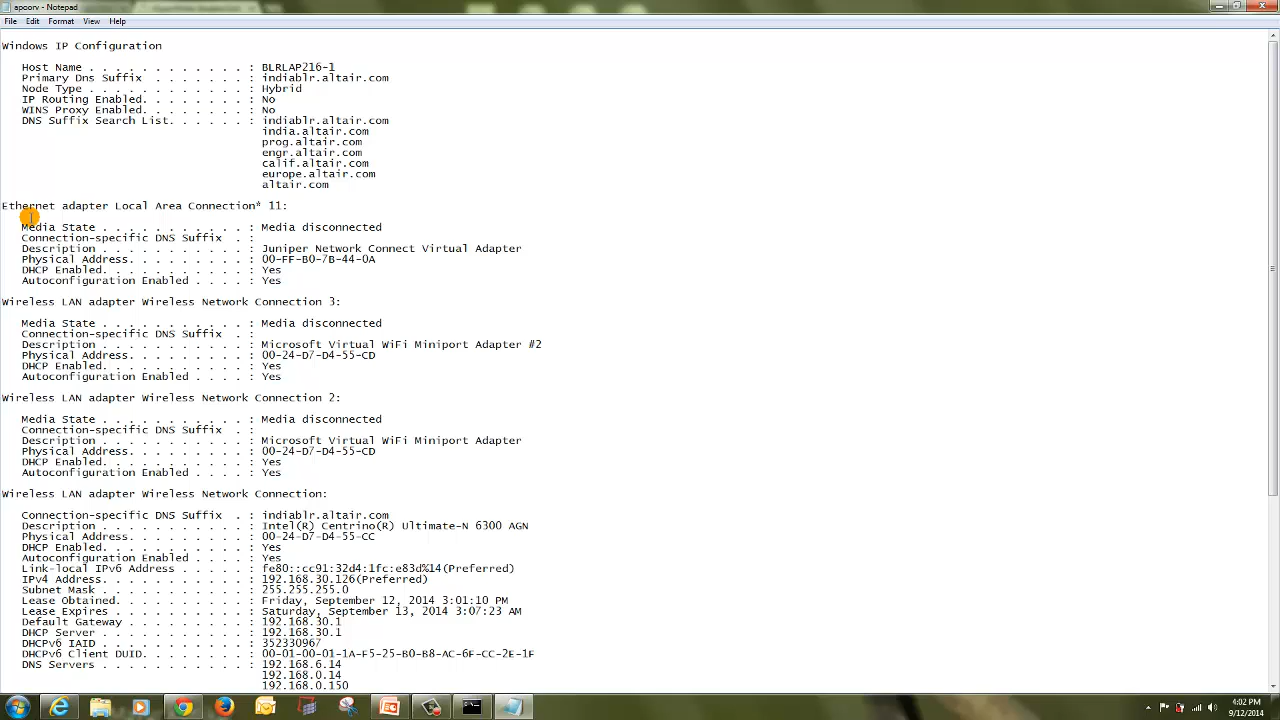 apoorv - Notepad
File Edit Format View Help
Windows IP Configuration
Host Name . . . . . . . . . . . . : BLRLAP216-1
Primary Dns Suffix . . . . . . . : indiablr.altair.com
Node Type . . . . . . . . . . . . : Hybrid
IP Routing Enabled. . . . . . . . : No
WINS Proxy Enabled. . . . . . . . : No
DNS Suffix Search List. . . . . . : indiablr.altair.com
india.altair.com
prog.altair.com
engr.altair.com
calif.altair.com
europe.altair.com
altair.com
Ethernet adapter Local Area Connection* 11:
Media State . . . . . . . . . . . : Media disconnected
Connection-specific DNS Suffix . :
Description . . . . . . . . . . . : Juniper Network Connect Virtual Adapter
Physical Address. . . . . . . . . : 00-FF-B0-7B-44-0A
DHCP Enabled. . . . . . . . . . . : Yes
Autoconfiguration Enabled . . . . : Yes
Wireless LAN adapter Wireless Network Connection 3:
Media State . . . . . . . . . . . : Media disconnected
Connection-specific DNS Suffix . :
Description . . . . . . . . . . . : Microsoft Virtual WiFi Miniport Adapter #2
Physical Address. . . . . . . . . : 00-24-D7-D4-55-CD
DHCP Enabled. . . . . . . . . . . : Yes
Autoconfiguration Enabled . . . . : Yes
Wireless LAN adapter Wireless Network Connection 2:
Media State . . . . . . . . . . . : Media disconnected
Connection-specific DNS Suffix . :
Description . . . . . . . . . . . : Microsoft Virtual WiFi Miniport Adapter
Physical Address. . . . . . . . . : 00-24-D7-D4-55-CD
DHCP Enabled. . . . . . . . . . . : Yes
Autoconfiguration Enabled . . . . : Yes
Wireless LAN adapter Wireless Network Connection:
Connection-specific DNS Suffix . : indiablr.altair.com
Description . . . . . . . . . . . : Intel(R) Centrino(R) Ultimate-N 6300 AGN
Physical Address. . . . . . . . . : 00-24-D7-D4-55-CC
DHCP Enabled. . . . . . . . . . . : Yes
Autoconfiguration Enabled . . . . : Yes
Link-local IPv6 Address . . . . . : fe80::cc91:32d4:1fc:e83d%14(Preferred)
IPv4 Address. . . . . . . . . . . : 192.168.30.126(Preferred)
Subnet Mask . . . . . . . . . . . : 255.255.255.0
Lease Obtained. . . . . . . . . . : Friday, September 12, 2014 3:01:10 PM
Lease Expires . . . . . . . . . . : Saturday, September 13, 2014 3:07:23 AM
Default Gateway . . . . . . . . . : 192.168.30.1
DHCP Server . . . . . . . . . . . : 192.168.30.1
DHCPv6 IAID . . . . . . . . . . . : 352330967
DHCPv6 Client DUID. . . . . . . . : 00-01-00-01-1A-F5-25-B0-B8-AC-6F-CC-2E-1F
DNS Servers . . . . . . . . . . . : 192.168.6.14
192.168.0.14
192.168.0.150
4:02 PM
9/12/2014